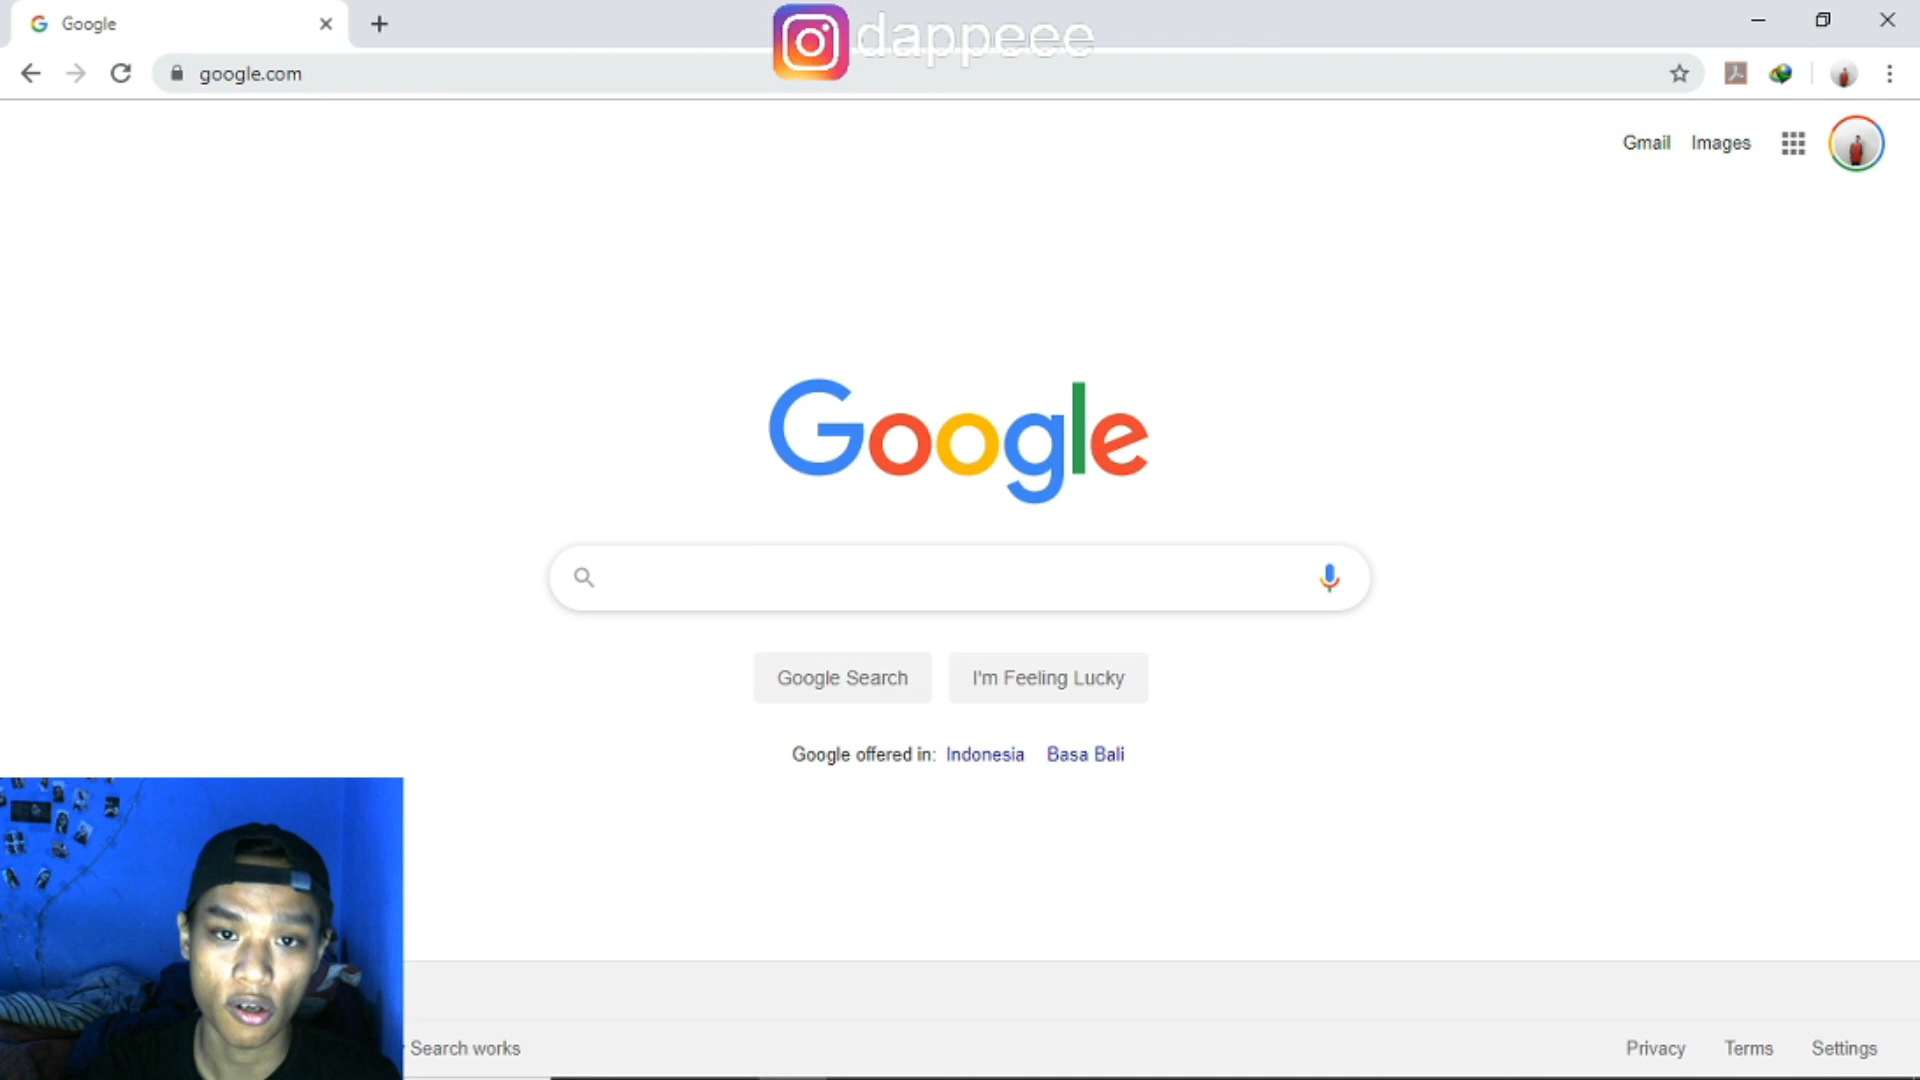 Google
dappeee
google.com
Gmail Images
Google
Google Search I'm Feeling Lucky
Google offered in: Indonesia Basa Bali
Search works
Privacy Terms Settings